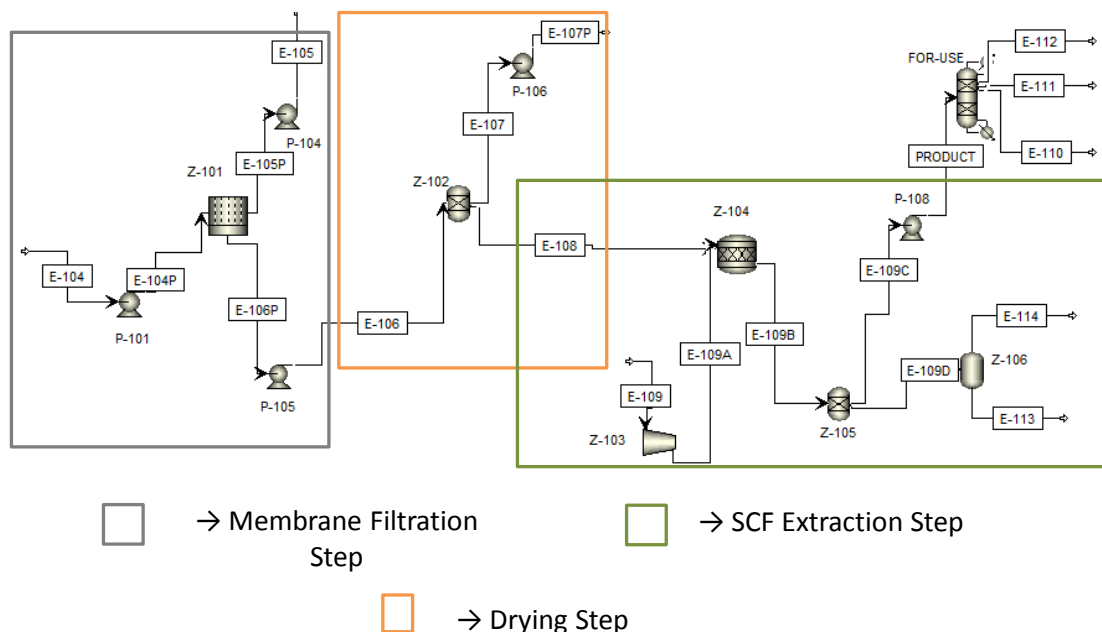 E-105
P-104
E-105P
Z-101
E-104
E-104P
P-101
E-106P
P-105
E-107P
P-106
E-107
Z-102
E-106
E-108
FOR-USE
E-112
E-111
E-110
PRODUCT
P-108
Z-104
E-109C
E-109A
E-109B
E-109
Z-103
Z-105
E-109D
E-114
Z-106
E-113
→ Membrane Filtration
Step
→ SCF Extraction Step
→ Drying Step